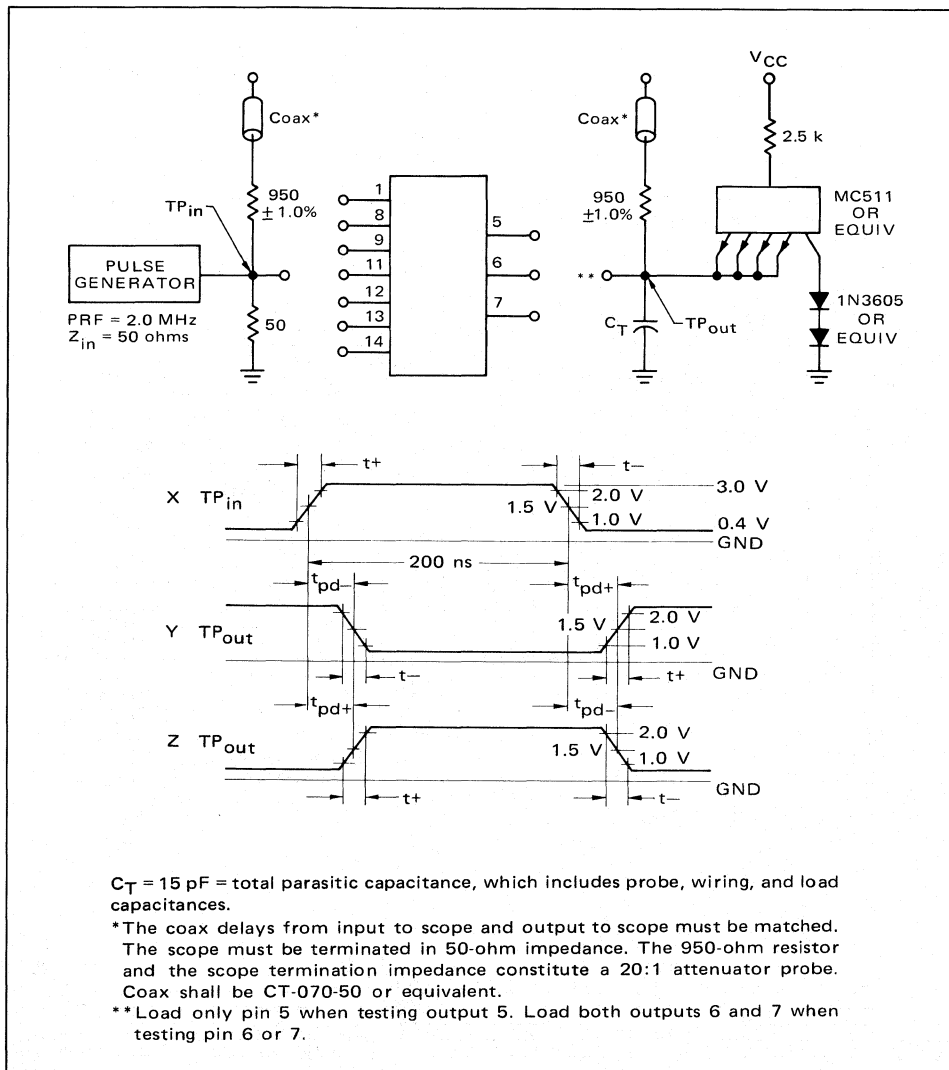 Coax*
950
± 1.0%
TPin
PULSE
GENERATOR
PRF = 2.0 MHz
Zin = 50 ohms
50
1
8
9
11
12
13
14
5
6
7
Coax*
950
±1.0%
**
CT
TPout
VCC
2.5 k
MC511
OR
EQUIV
1N3605
OR
EQUIV
t+
t−
X TPin
3.0 V
2.0 V
1.5 V
1.0 V
0.4 V
GND
200 ns
tpd−
tpd+
Y TPout
2.0 V
1.5 V
1.0 V
t−
t+
GND
tpd+
tpd−
Z TPout
2.0 V
1.5 V
1.0 V
GND
t+
t−
CT = 15 pF = total parasitic capacitance, which includes probe, wiring, and load
capacitances.
*The coax delays from input to scope and output to scope must be matched.
The scope must be terminated in 50-ohm impedance. The 950-ohm resistor
and the scope termination impedance constitute a 20:1 attenuator probe.
Coax shall be CT-070-50 or equivalent.
**Load only pin 5 when testing output 5. Load both outputs 6 and 7 when
testing pin 6 or 7.